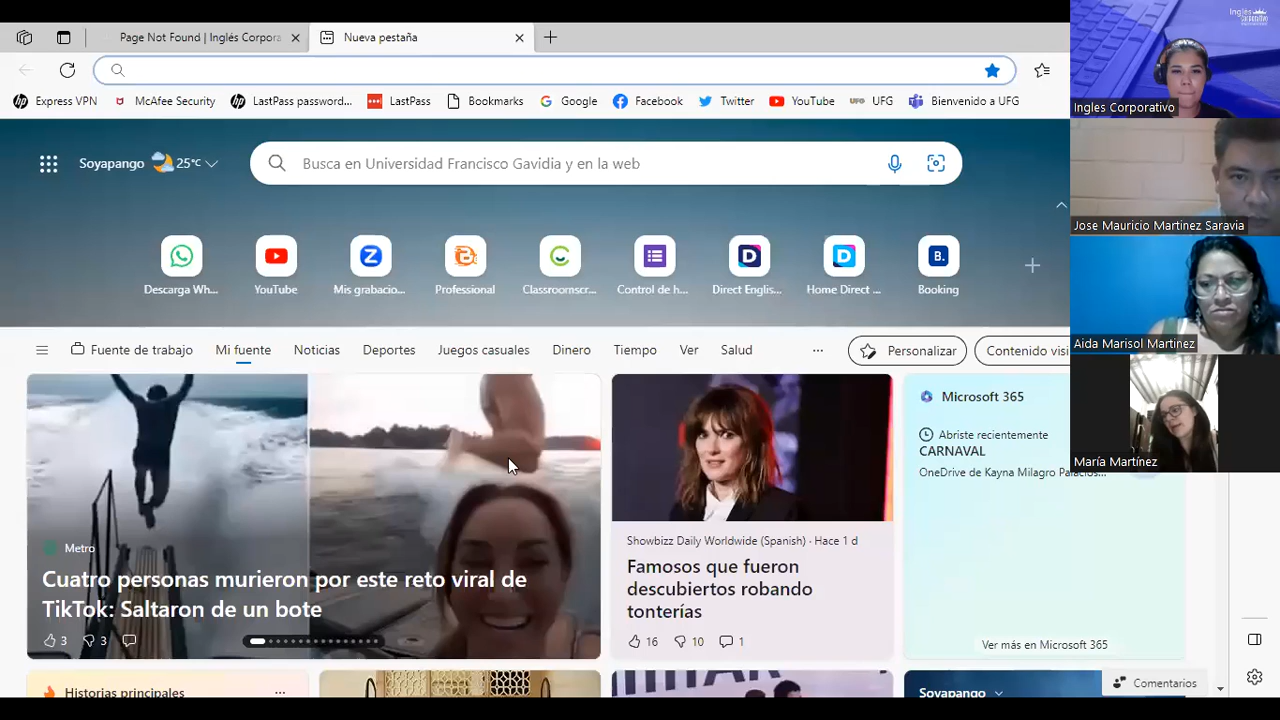 Page Not Found | Inglés Corpora
Nueva pestaña
Express VPN
McAfee Security
LastPass password...
LastPass
Bookmarks
Google
Facebook
Twitter
YouTube
UFG
Bienvenido a UFG
Soyapango
25°C
Busca en Universidad Francisco Gavidia y en la web
Descarga Wh...
YouTube
Mis grabacio...
Professional
Classroomscr...
Control de h...
Direct Englis...
Home Direct ...
Booking
Fuente de trabajo
Mi fuente
Noticias
Deportes
Juegos casuales
Dinero
Tiempo
Ver
Salud
...
Personalizar
Contenido visi
Metro
Cuatro personas murieron por este reto viral de
TikTok: Saltaron de un bote
3
3
Showbizz Daily Worldwide (Spanish) · Hace 1 d
Famosos que fueron
descubiertos robando
tonterías
16
10
1
Microsoft 365
Abriste recientemente
CARNAVAL
OneDrive de Kayna Milagro Palacios...
Ver más en Microsoft 365
Historias principales
...
Soyapango
Comentarios
Inglés
Corporativo
Ingles Corporativo
Jose Mauricio Martinez Saravia
Aida Marisol Martinez
María Martínez